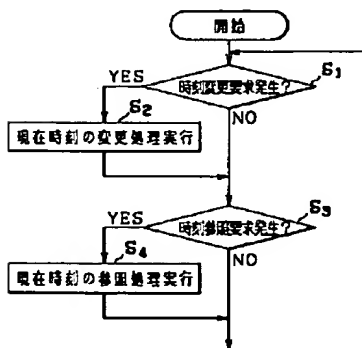 開始
時刻変更要求発生?
S1
YES
NO
S2
現在時刻の変更処理実行
時刻参照要求発生?
S3
YES
NO
S4
現在時刻の参照処理実行